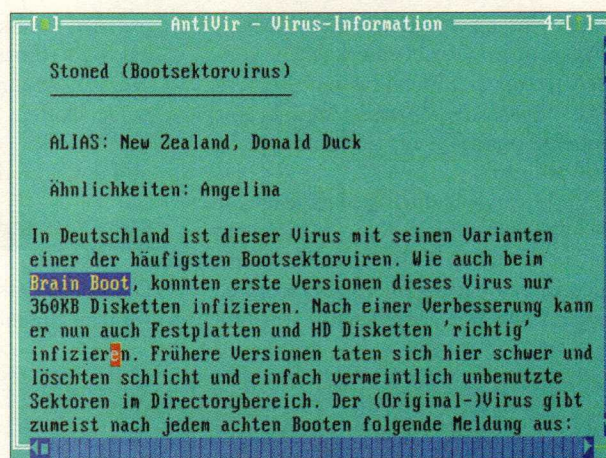 AntiVir - Virus-Information 4
Stoned (Bootsektorvirus)
ALIAS: New Zealand, Donald Duck
Ähnlichkeiten: Angelina
In Deutschland ist dieser Virus mit seinen Varianten
einer der häufigsten Bootsektorviren. Wie auch beim
Brain Boot, konnten erste Versionen dieses Virus nur
360KB Disketten infizieren. Nach einer Verbesserung kann
er nun auch Festplatten und HD Disketten 'richtig'
infizieren. Frühere Versionen taten sich hier schwer und
löschten schlicht und einfach vermeintlich unbenutzte
Sektoren im Directorybereich. Der (Original-)Virus gibt
zumeist nach jedem achten Booten folgende Meldung aus: